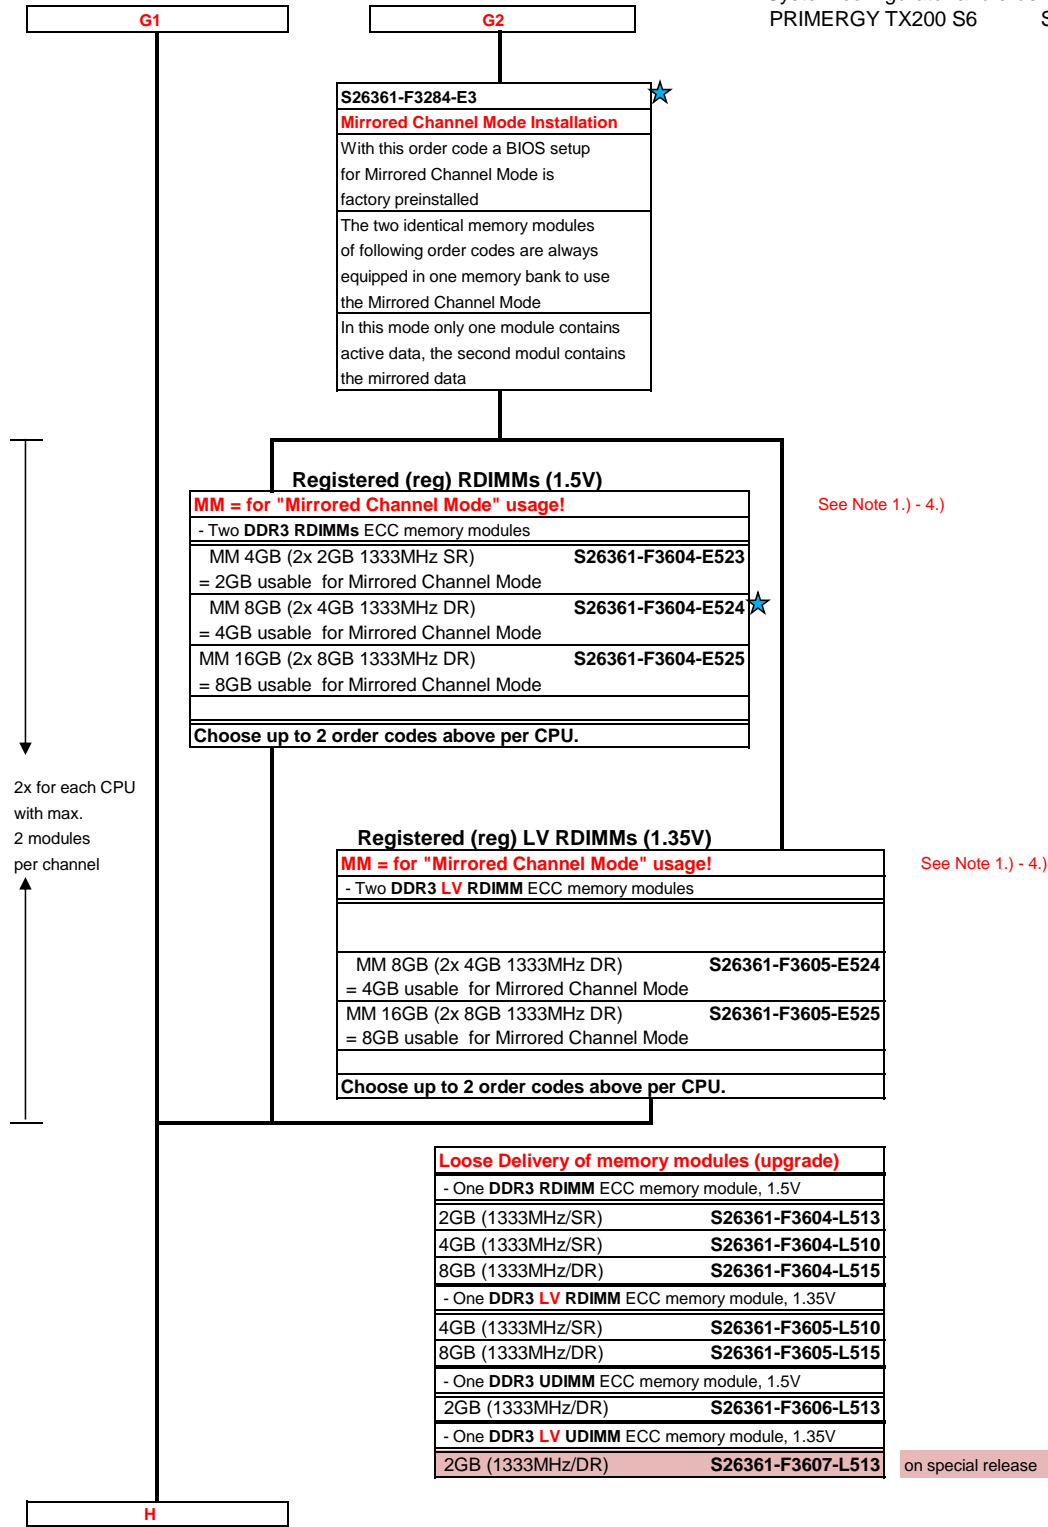 PRIMERGY TX200 S6 S
G1
G2
S26361-F3284-E3
Mirrored Channel Mode Installation
With this order code a BIOS setup
for Mirrored Channel Mode is
factory preinstalled
The two identical memory modules
of following order codes are always
equipped in one memory bank to use
the Mirrored Channel Mode
In this mode only one module contains
active data, the second modul contains
the mirrored data
Registered (reg) RDIMMs (1.5V)
MM = for "Mirrored Channel Mode" usage!
See Note 1.) - 4.)
- Two DDR3 RDIMMs ECC memory modules
MM 4GB (2x 2GB 1333MHz SR) S26361-F3604-E523
= 2GB usable for Mirrored Channel Mode
MM 8GB (2x 4GB 1333MHz DR) S26361-F3604-E524
= 4GB usable for Mirrored Channel Mode
MM 16GB (2x 8GB 1333MHz DR) S26361-F3604-E525
= 8GB usable for Mirrored Channel Mode
Choose up to 2 order codes above per CPU.
2x for each CPU
with max.
2 modules
per channel
Registered (reg) LV RDIMMs (1.35V)
MM = for "Mirrored Channel Mode" usage!
See Note 1.) - 4.)
- Two DDR3 LV RDIMM ECC memory modules
MM 8GB (2x 4GB 1333MHz DR) S26361-F3605-E524
= 4GB usable for Mirrored Channel Mode
MM 16GB (2x 8GB 1333MHz DR) S26361-F3605-E525
= 8GB usable for Mirrored Channel Mode
Choose up to 2 order codes above per CPU.
Loose Delivery of memory modules (upgrade)
- One DDR3 RDIMM ECC memory module, 1.5V
2GB (1333MHz/SR) S26361-F3604-L513
4GB (1333MHz/SR) S26361-F3604-L510
8GB (1333MHz/DR) S26361-F3604-L515
- One DDR3 LV RDIMM ECC memory module, 1.35V
4GB (1333MHz/SR) S26361-F3605-L510
8GB (1333MHz/DR) S26361-F3605-L515
- One DDR3 UDIMM ECC memory module, 1.5V
2GB (1333MHz/DR) S26361-F3606-L513
- One DDR3 LV UDIMM ECC memory module, 1.35V
2GB (1333MHz/DR) S26361-F3607-L513 on special release
H